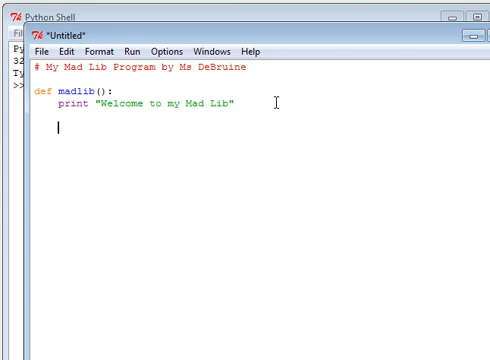 Python Shell
*Untitled*
File Edit Format Run Options Windows Help
# My Mad Lib Program by Ms DeBruine
def madlib():
print "Welcome to my Mad Lib"
>>